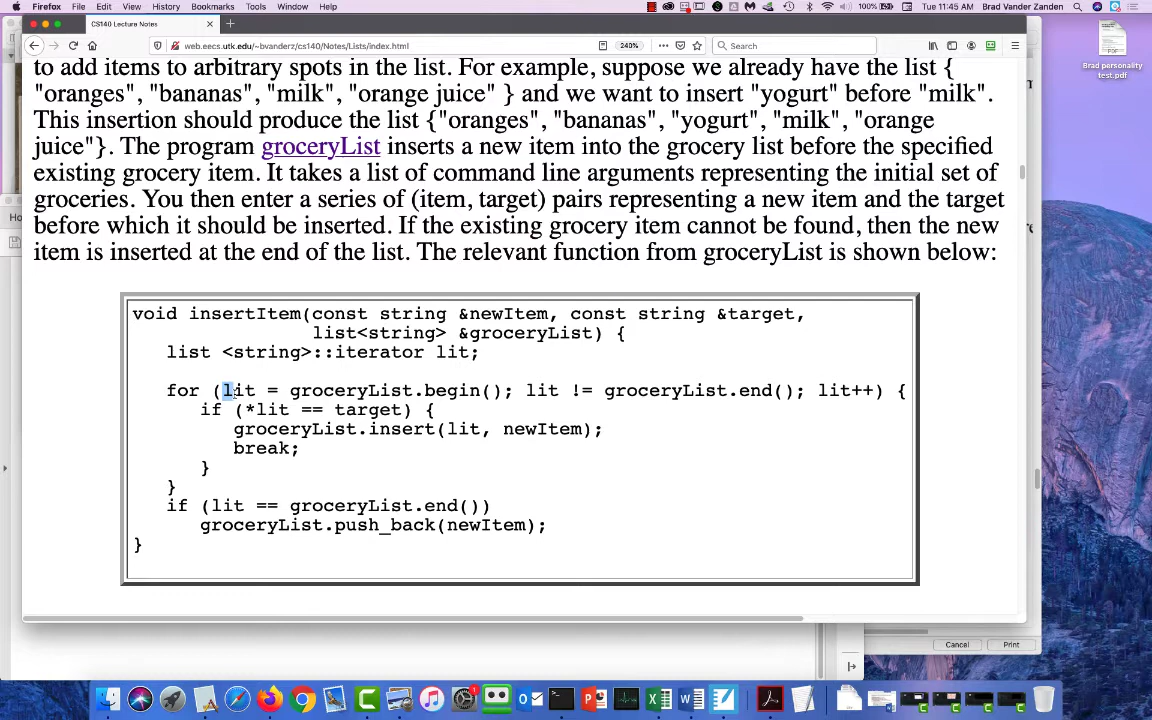 Firefox File Edit View History Bookmarks Tools Window Help 100% Tue 11:45 AM Brad Vander Zanden
CS140 Lecture Notes
web.eecs.utk.edu/~bvanderz/cs140/Notes/Lists/index.html 240% Search
Brad personality
test.pdf
to add items to arbitrary spots in the list. For example, suppose we already have the list {
"oranges", "bananas", "milk", "orange juice" } and we want to insert "yogurt" before "milk".
This insertion should produce the list {"oranges", "bananas", "yogurt", "milk", "orange
juice"}. The program groceryList inserts a new item into the grocery list before the specified
existing grocery item. It takes a list of command line arguments representing the initial set of
groceries. You then enter a series of (item, target) pairs representing a new item and the target
before which it should be inserted. If the existing grocery item cannot be found, then the new
item is inserted at the end of the list. The relevant function from groceryList is shown below:
void insertItem(const string &newItem, const string &target,
list<string> &groceryList) {
list <string>::iterator lit;
for (lit = groceryList.begin(); lit != groceryList.end(); lit++) {
if (*lit == target) {
groceryList.insert(lit, newItem);
break;
}
}
if (lit == groceryList.end())
groceryList.push_back(newItem);
}
Ho
Cancel Print